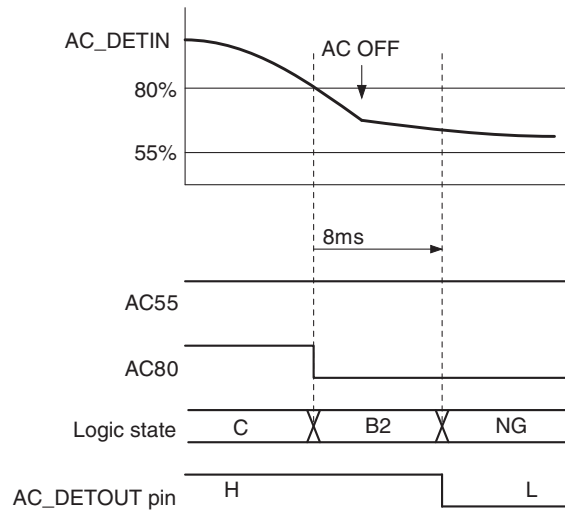 AC_DETIN
AC OFF
80%
55%
8ms
AC55
AC80
Logic state
C
B2
NG
AC_DETOUT pin
H
L